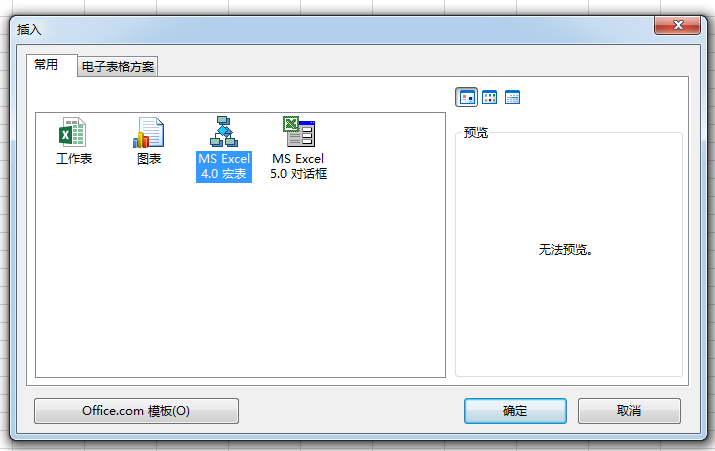 插入
常用
电子表格方案
工作表
图表
MS Excel
4.0 宏表
MS Excel
5.0 对话框
预览
无法预览。
Office.com 模板(O)
确定
取消